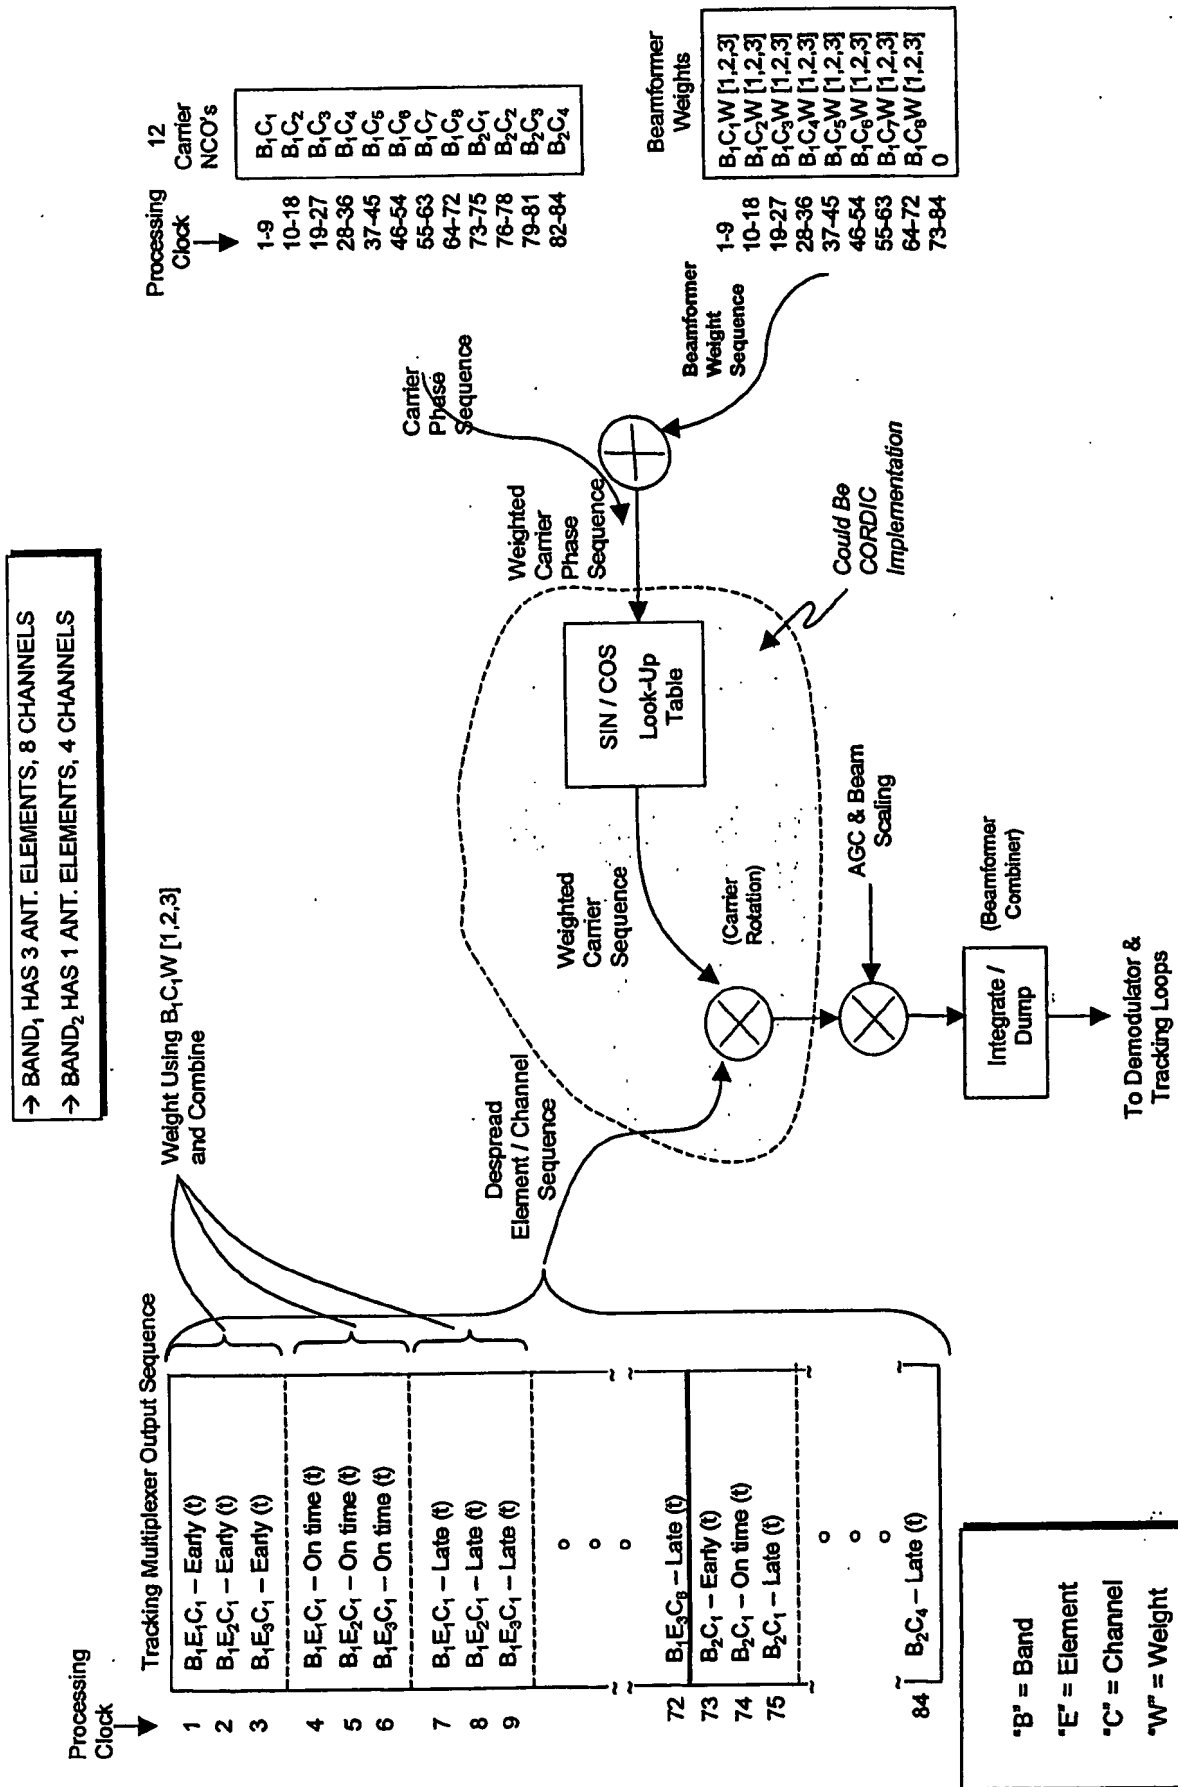 → BAND₁ HAS 3 ANT. ELEMENTS, 8 CHANNELS
→ BAND₂ HAS 1 ANT. ELEMENTS, 4 CHANNELS
Processing
Clock
Tracking Multiplexer Output Sequence
1 B₁E₁C₁ – Early (t)
2 B₁E₂C₁ – Early (t)
3 B₁E₃C₁ – Early (t)
4 B₁E₁C₁ – On time (t)
5 B₁E₂C₁ – On time (t)
6 B₁E₃C₁ – On time (t)
7 B₁E₁C₁ – Late (t)
8 B₁E₂C₁ – Late (t)
9 B₁E₃C₁ – Late (t)
72 B₁E₃C₈ – Late (t)
73 B₂C₁ – Early (t)
74 B₂C₁ – On time (t)
75 B₂C₁ – Late (t)
84 B₂C₄ – Late (t)
Weight Using B₁C₁W [1,2,3]
and Combine
Despread
Element / Channel
Sequence
Processing
Clock
12
Carrier
NCO's
1-9 B₁C₁
10-18 B₁C₂
19-27 B₁C₃
28-36 B₁C₄
37-45 B₁C₅
46-54 B₁C₆
55-63 B₁C₇
64-72 B₁C₈
73-75 B₂C₁
76-78 B₂C₂
79-81 B₂C₃
82-84 B₂C₄
Beamformer
Weights
1-9 B₁C₁W [1,2,3]
10-18 B₁C₂W [1,2,3]
19-27 B₁C₃W [1,2,3]
28-36 B₁C₄W [1,2,3]
37-45 B₁C₅W [1,2,3]
46-54 B₁C₆W [1,2,3]
55-63 B₁C₇W [1,2,3]
64-72 B₁C₈W [1,2,3]
73-84 0
Carrier
Phase
Sequence
Beamformer
Weight
Sequence
Weighted
Carrier
Phase
Sequence
SIN / COS
Look-Up
Table
Could Be
CORDIC
Implementation
Weighted
Carrier
Sequence
(Carrier
Rotation)
AGC & Beam
Scaling
(Beamformer
Combiner)
Integrate /
Dump
To Demodulator &
Tracking Loops
"B" = Band
"E" = Element
"C" = Channel
"W" = Weight